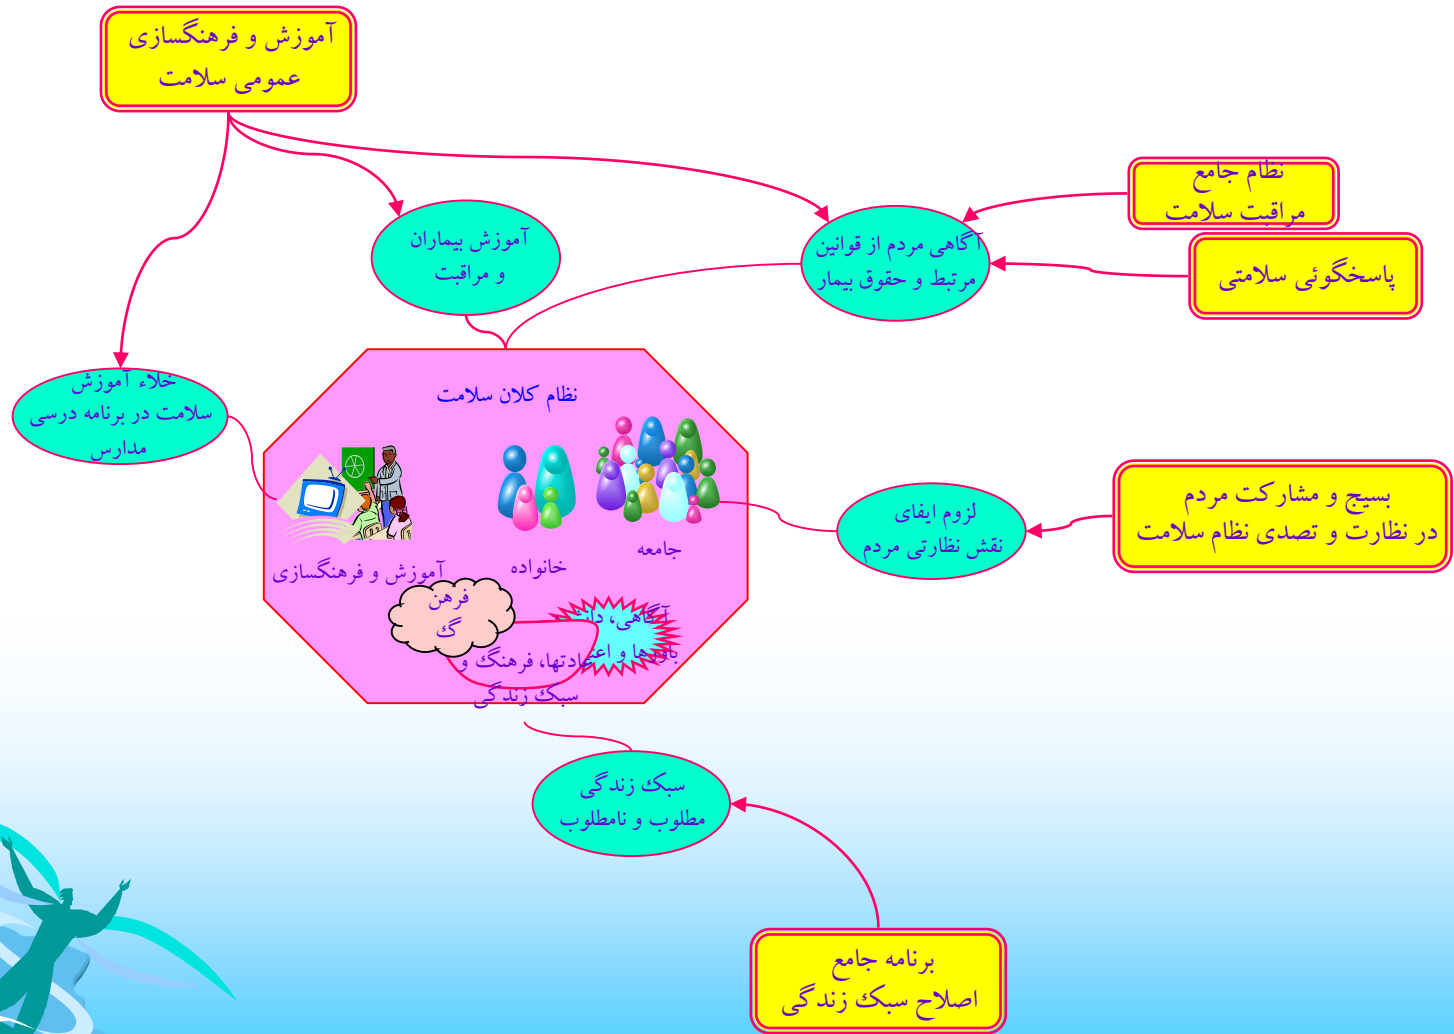 آموزش و فرهنگسازی
عمومی سلامت
نظام جامع
مراقبت سلامت
پاسخگوئی سلامتی
آموزش بیماران
و مراقبت
آگاهی مردم از قوانین
مرتبط و حقوق بیمار
خلاء آموزش
سلامت در برنامه درسی
مدارس
نظام کلان سلامت
جامعه
خانواده
آموزش و فرهنگسازی
لزوم ایفای
نقش نظارتی مردم
بسیج و مشارکت مردم
در نظارت و تصدی نظام سلامت
فرهن
گ
آگاهی،
باورها و
عادتها، فرهنگ و
سبک زندگی
سبک زندگی
مطلوب و نامطلوب
برنامه جامع
اصلاح سبک زندگی